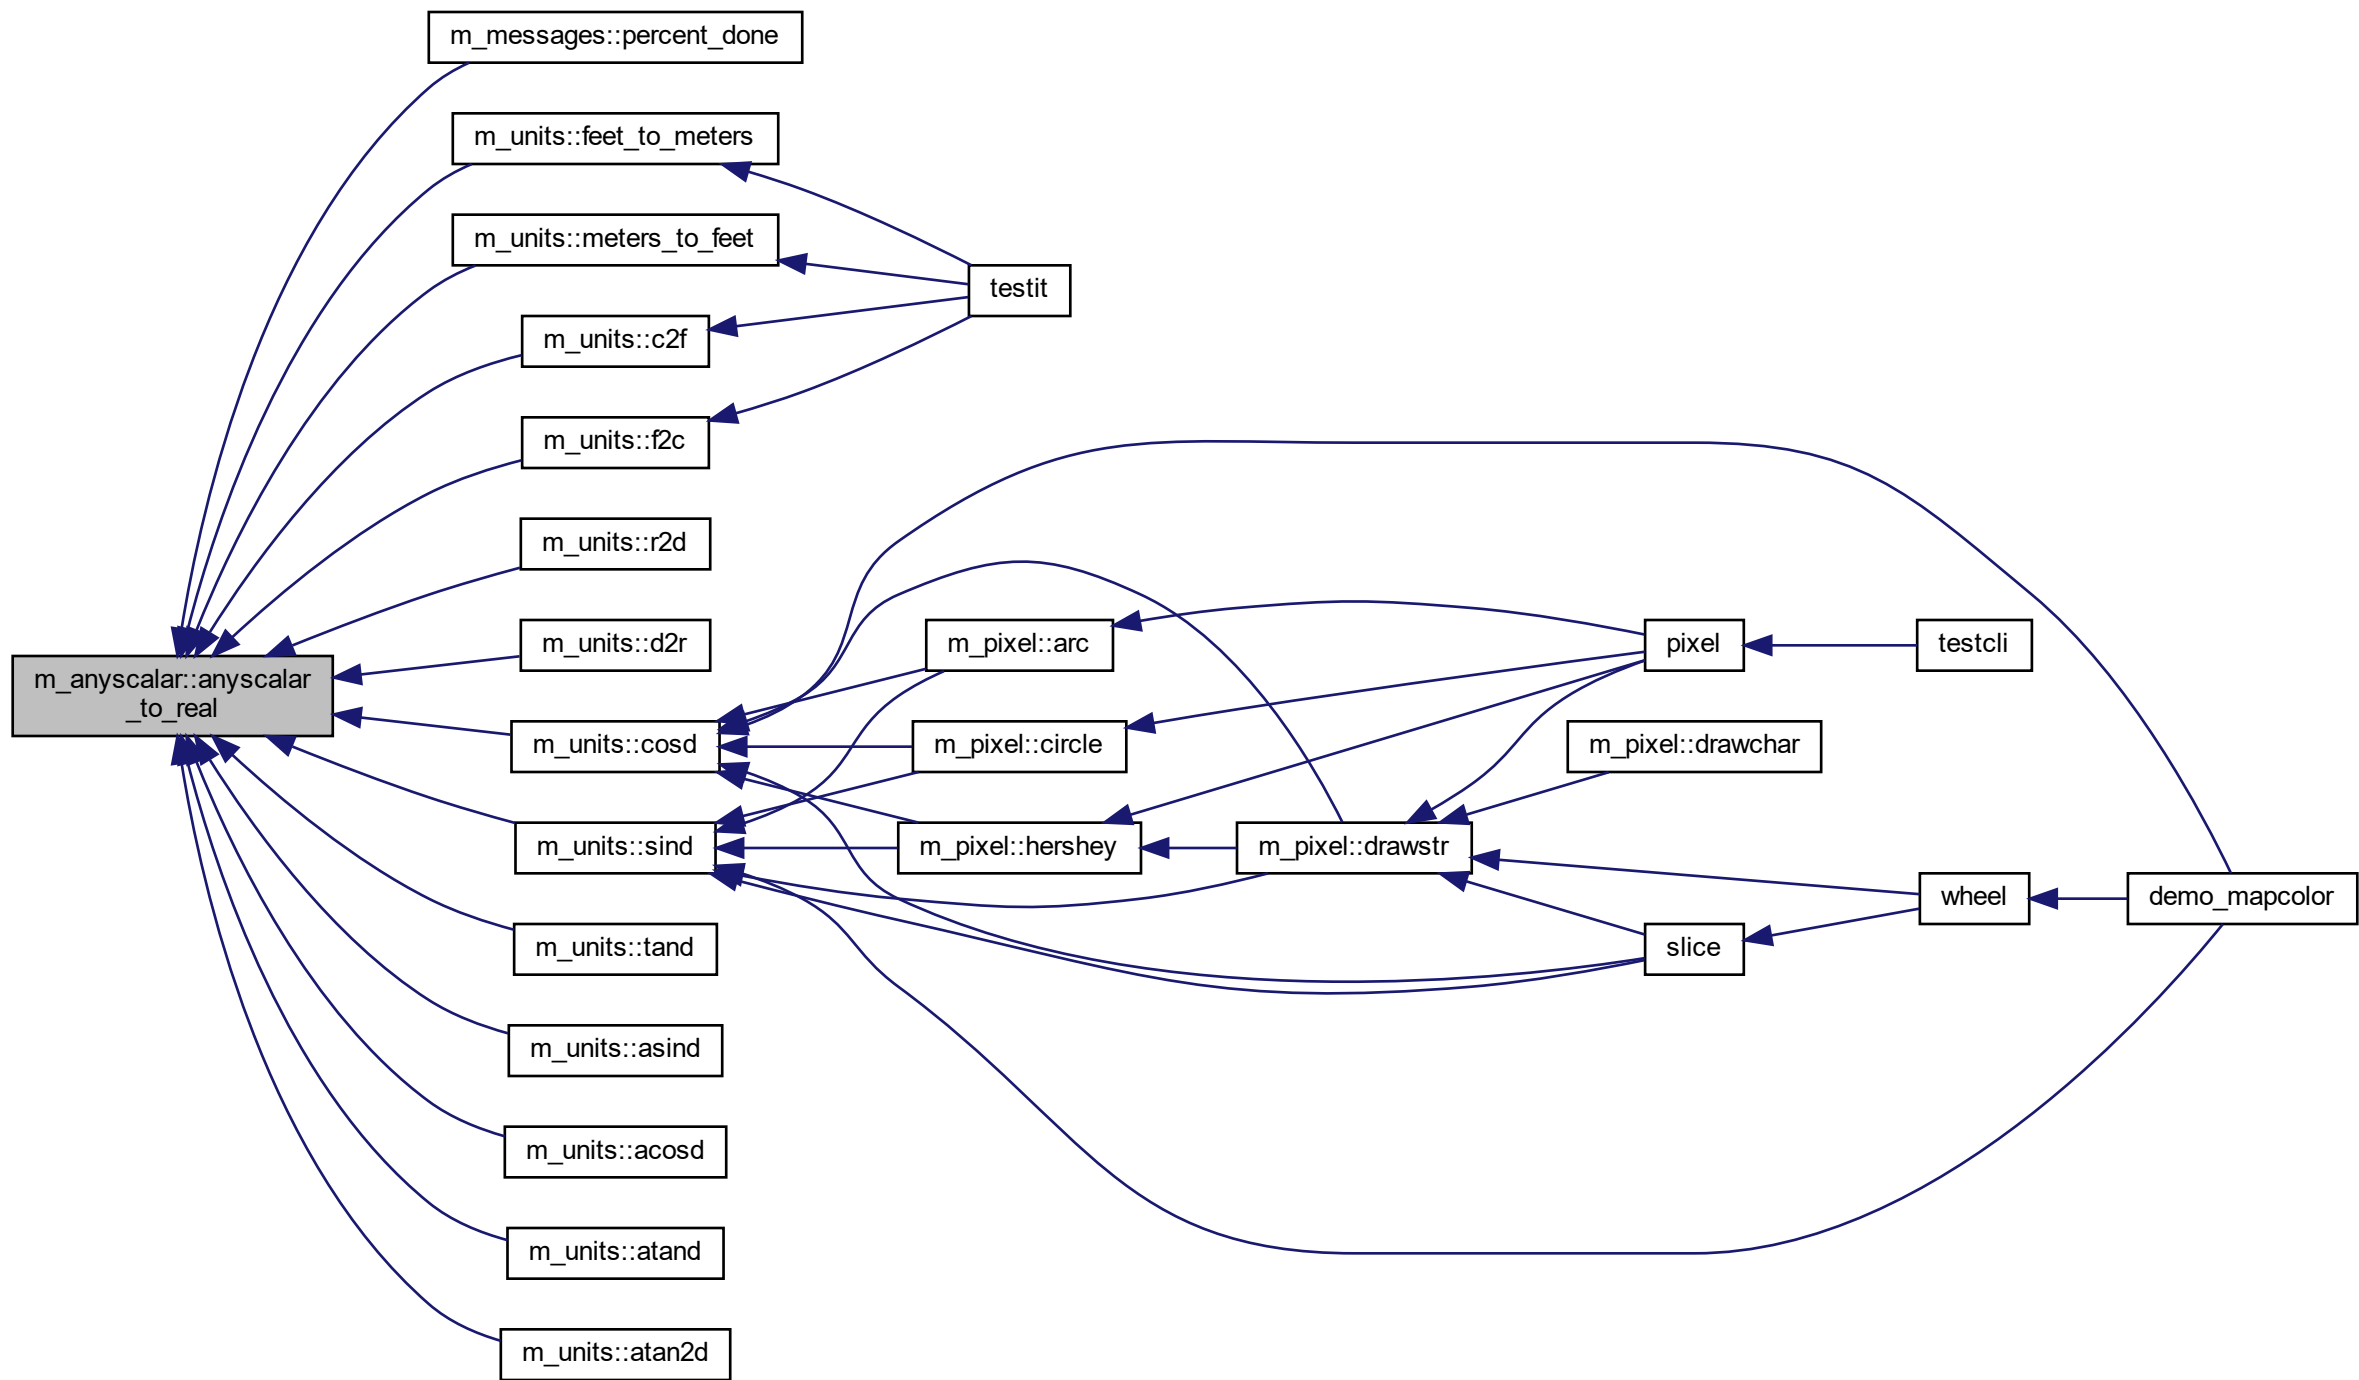 m_messages::percent_done
m_units::feet_to_meters
m_units::meters_to_feet
testit
m_units::c2f
m_units::f2c
m_units::r2d
m_units::d2r
m_pixel::arc
pixel
testcli
m_anyscalar::anyscalar
_to_real
m_units::cosd
m_pixel::circle
m_pixel::drawchar
m_units::sind
m_pixel::hershey
m_pixel::drawstr
wheel
demo_mapcolor
m_units::tand
slice
m_units::asind
m_units::acosd
m_units::atand
m_units::atan2d